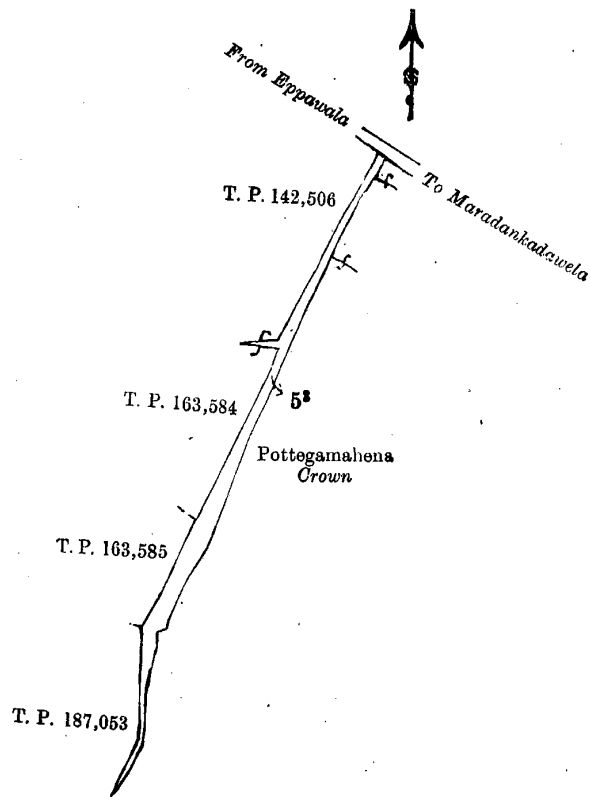 From Eppawala
To Maradankadawela
T. P. 142,506
T. P. 163,584
5³
Pottegamahena
Crown
T. P. 163,585
T. P. 187,053